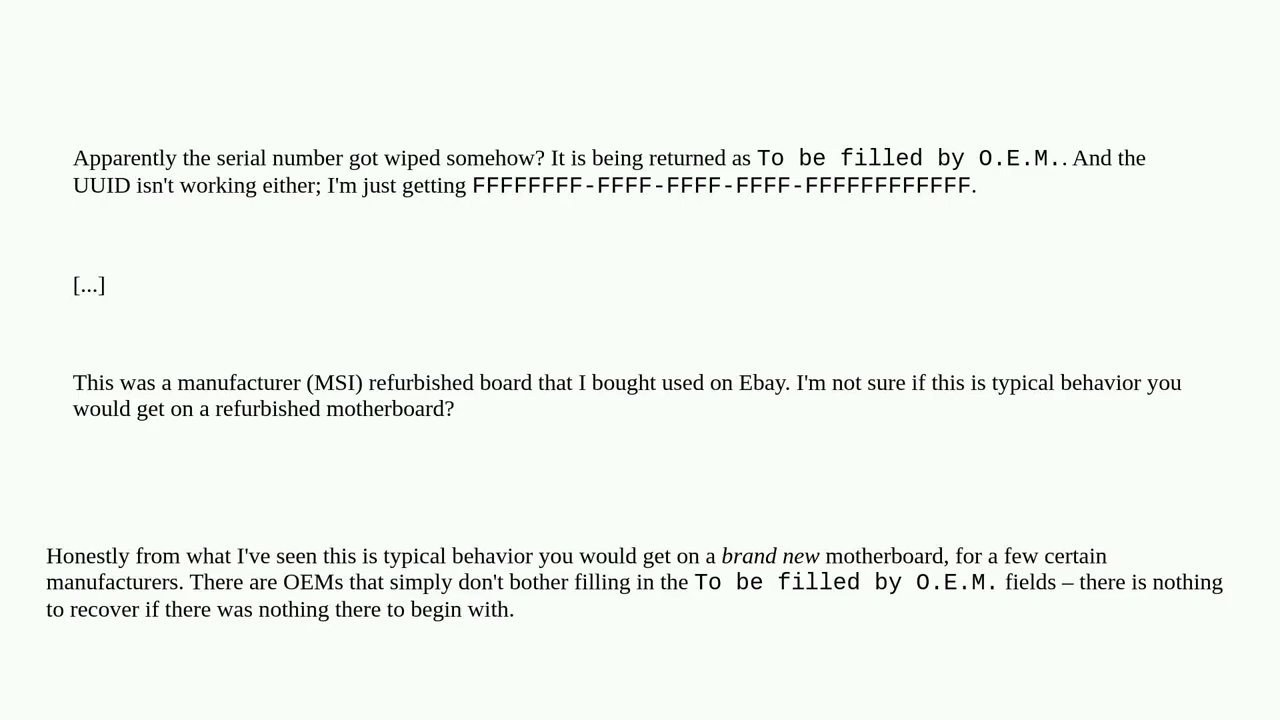 Apparently the serial number got wiped somehow? It is being returned as To be filled by O.E.M.. And the
UUID isn't working either; I'm just getting FFFFFFFF-FFFF-FFFF-FFFF-FFFFFFFFFFFF.
[...]
This was a manufacturer (MSI) refurbished board that I bought used on Ebay. I'm not sure if this is typical behavior you
would get on a refurbished motherboard?
Honestly from what I've seen this is typical behavior you would get on a brand new motherboard, for a few certain
manufacturers. There are OEMs that simply don't bother filling in the To be filled by O.E.M. fields – there is nothing
to recover if there was nothing there to begin with.